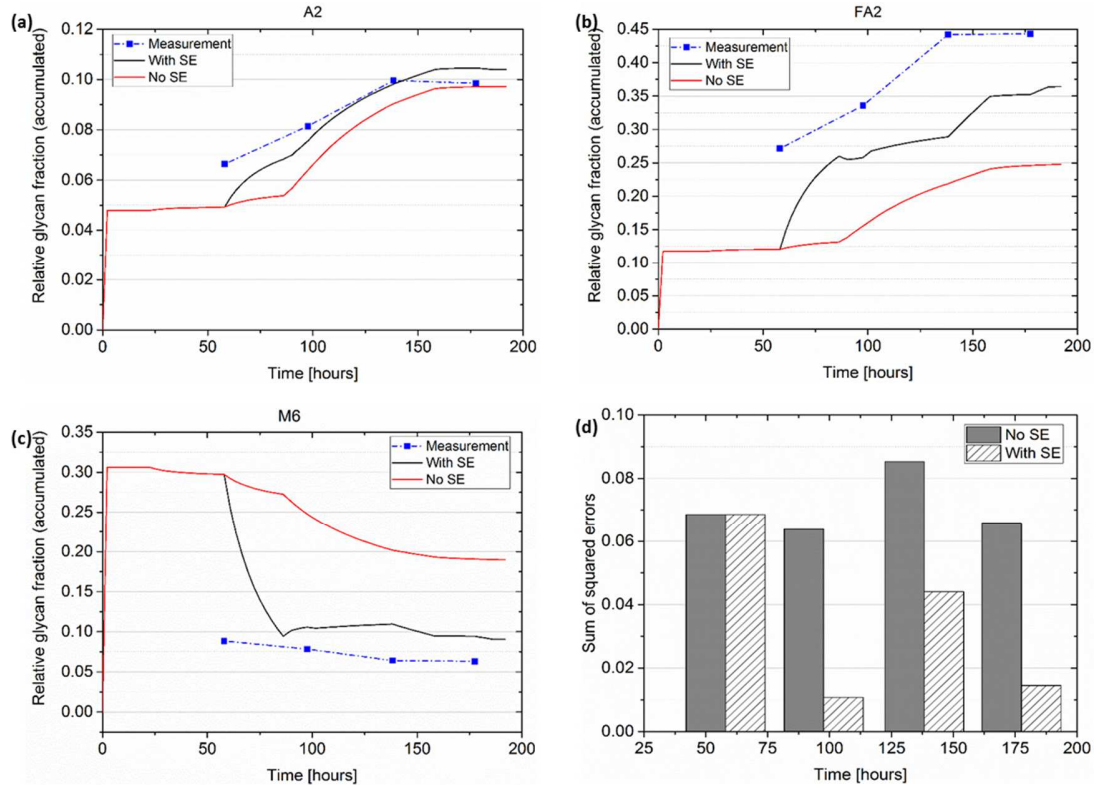 (a)
A2
Relative glycan fraction (accumulated)
0.12
0.10
0.08
0.06
0.04
0.02
0.00
Measurement
With SE
No SE
0
50
100
150
200
Time [hours]
(b)
FA2
Relative glycan fraction (accumulated)
0.45
0.40
0.35
0.30
0.25
0.20
0.15
0.10
0.05
0.00
Measurement
With SE
No SE
0
50
100
150
200
Time [hours]
(c)
M6
Relative glycan fraction (accumulated)
0.35
0.30
0.25
0.20
0.15
0.10
0.05
0.00
Measurement
With SE
No SE
0
50
100
150
200
Time [hours]
(d)
Sum of squared errors
0.10
0.08
0.06
0.04
0.02
0.00
No SE
With SE
25
50
75
100
125
150
175
200
Time [hours]